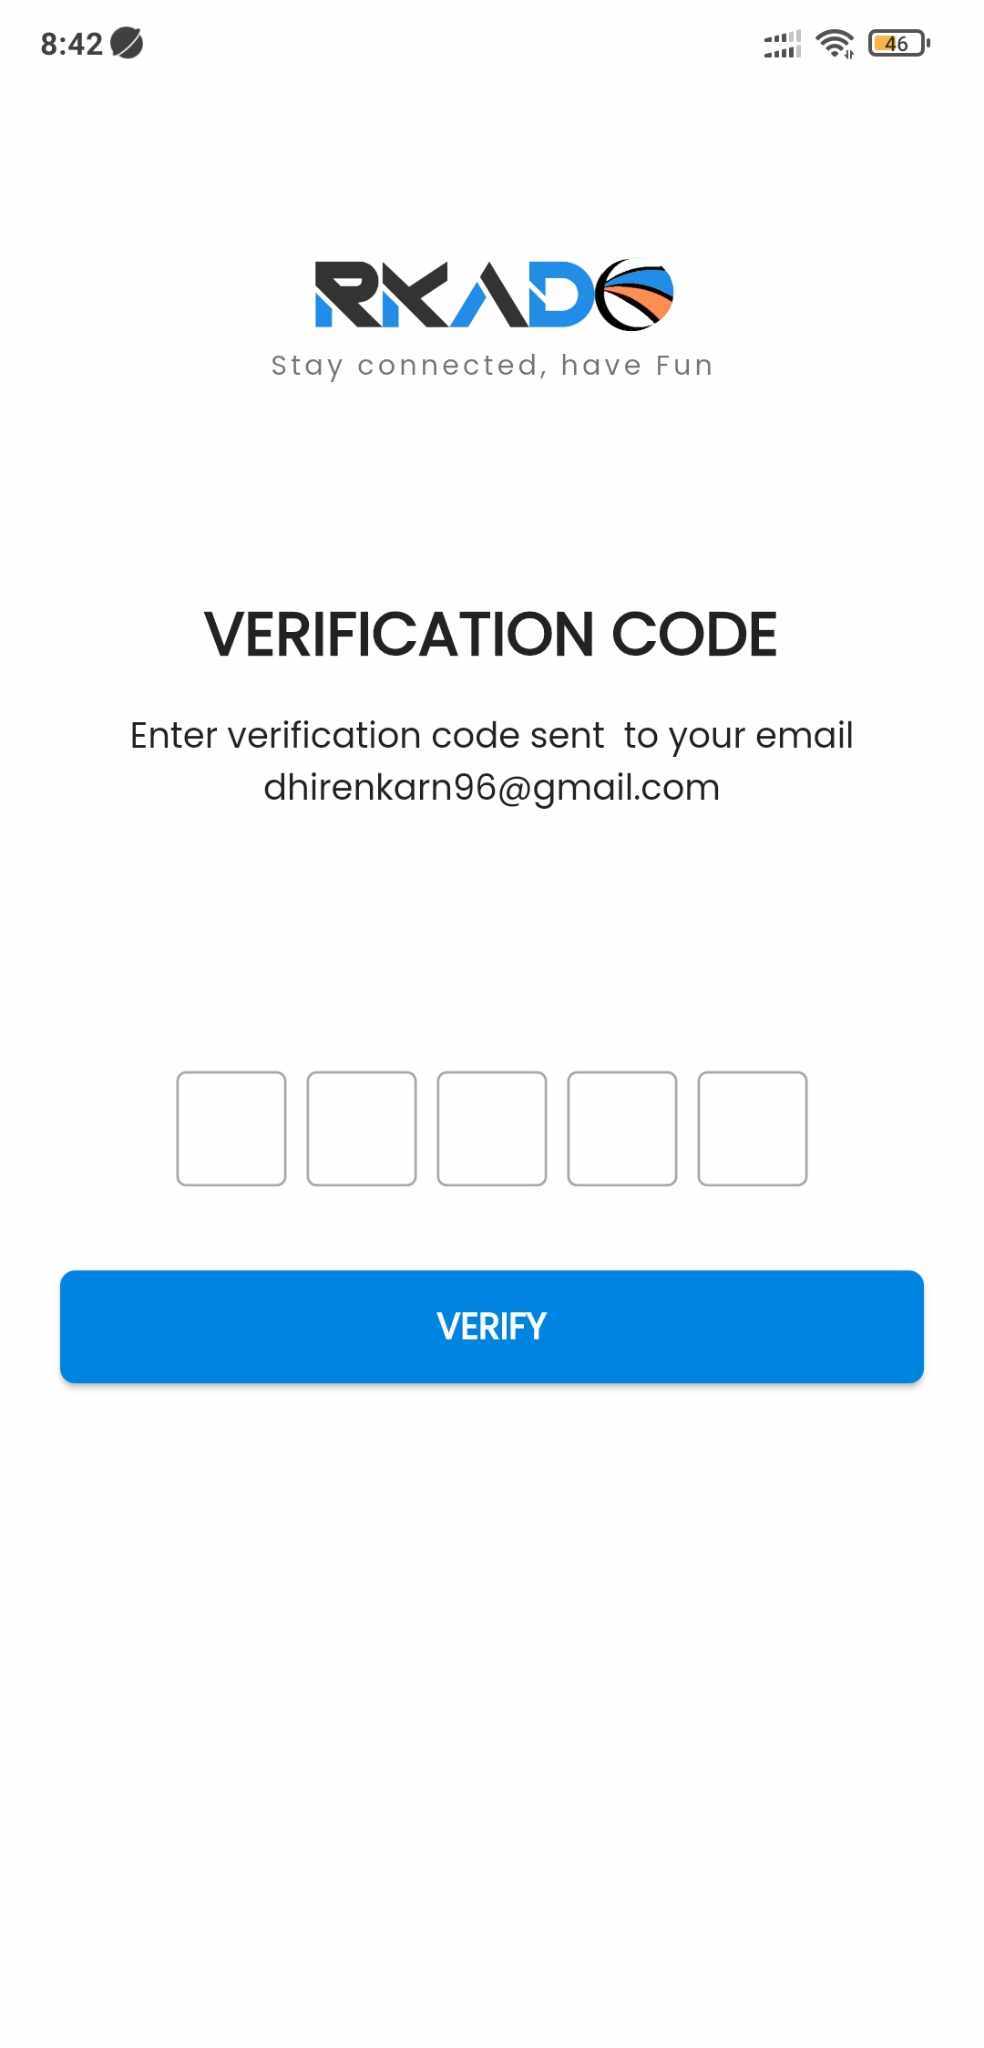 8:42
46
RKADO
Stay connected, have Fun
VERIFICATION CODE
Enter verification code sent  to your email
dhirenkarn96@gmail.com
VERIFY